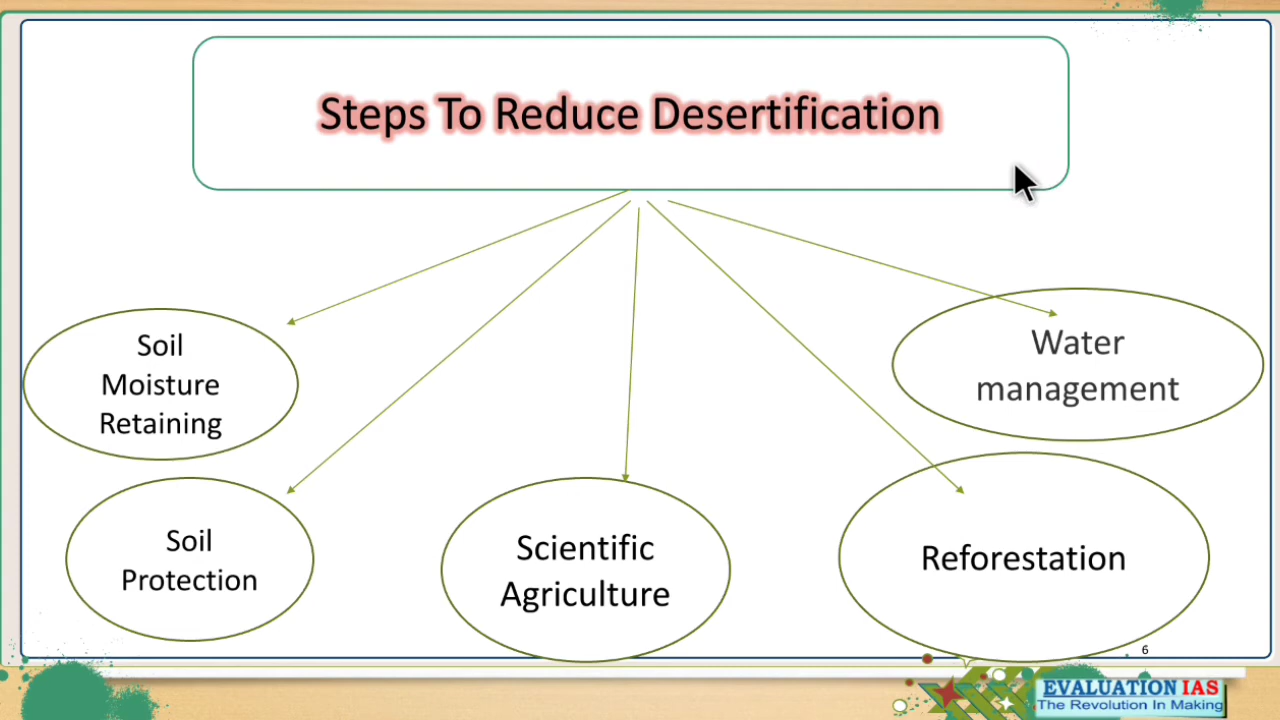 Steps To Reduce Desertification
Soil
Moisture
Retaining
Water
management
Soil
Protection
Scientific
Agriculture
Reforestation
6
EVALUATION IAS
The Revolution In Making